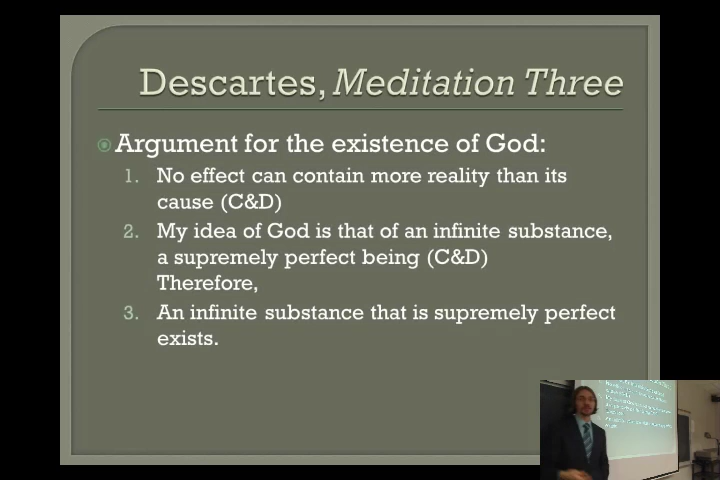 Descartes, Meditation Three
Argument for the existence of God:
1. No effect can contain more reality than its
cause (C&D)
2. My idea of God is that of an infinite substance,
a supremely perfect being (C&D)
Therefore,
3. An infinite substance that is supremely perfect
exists.